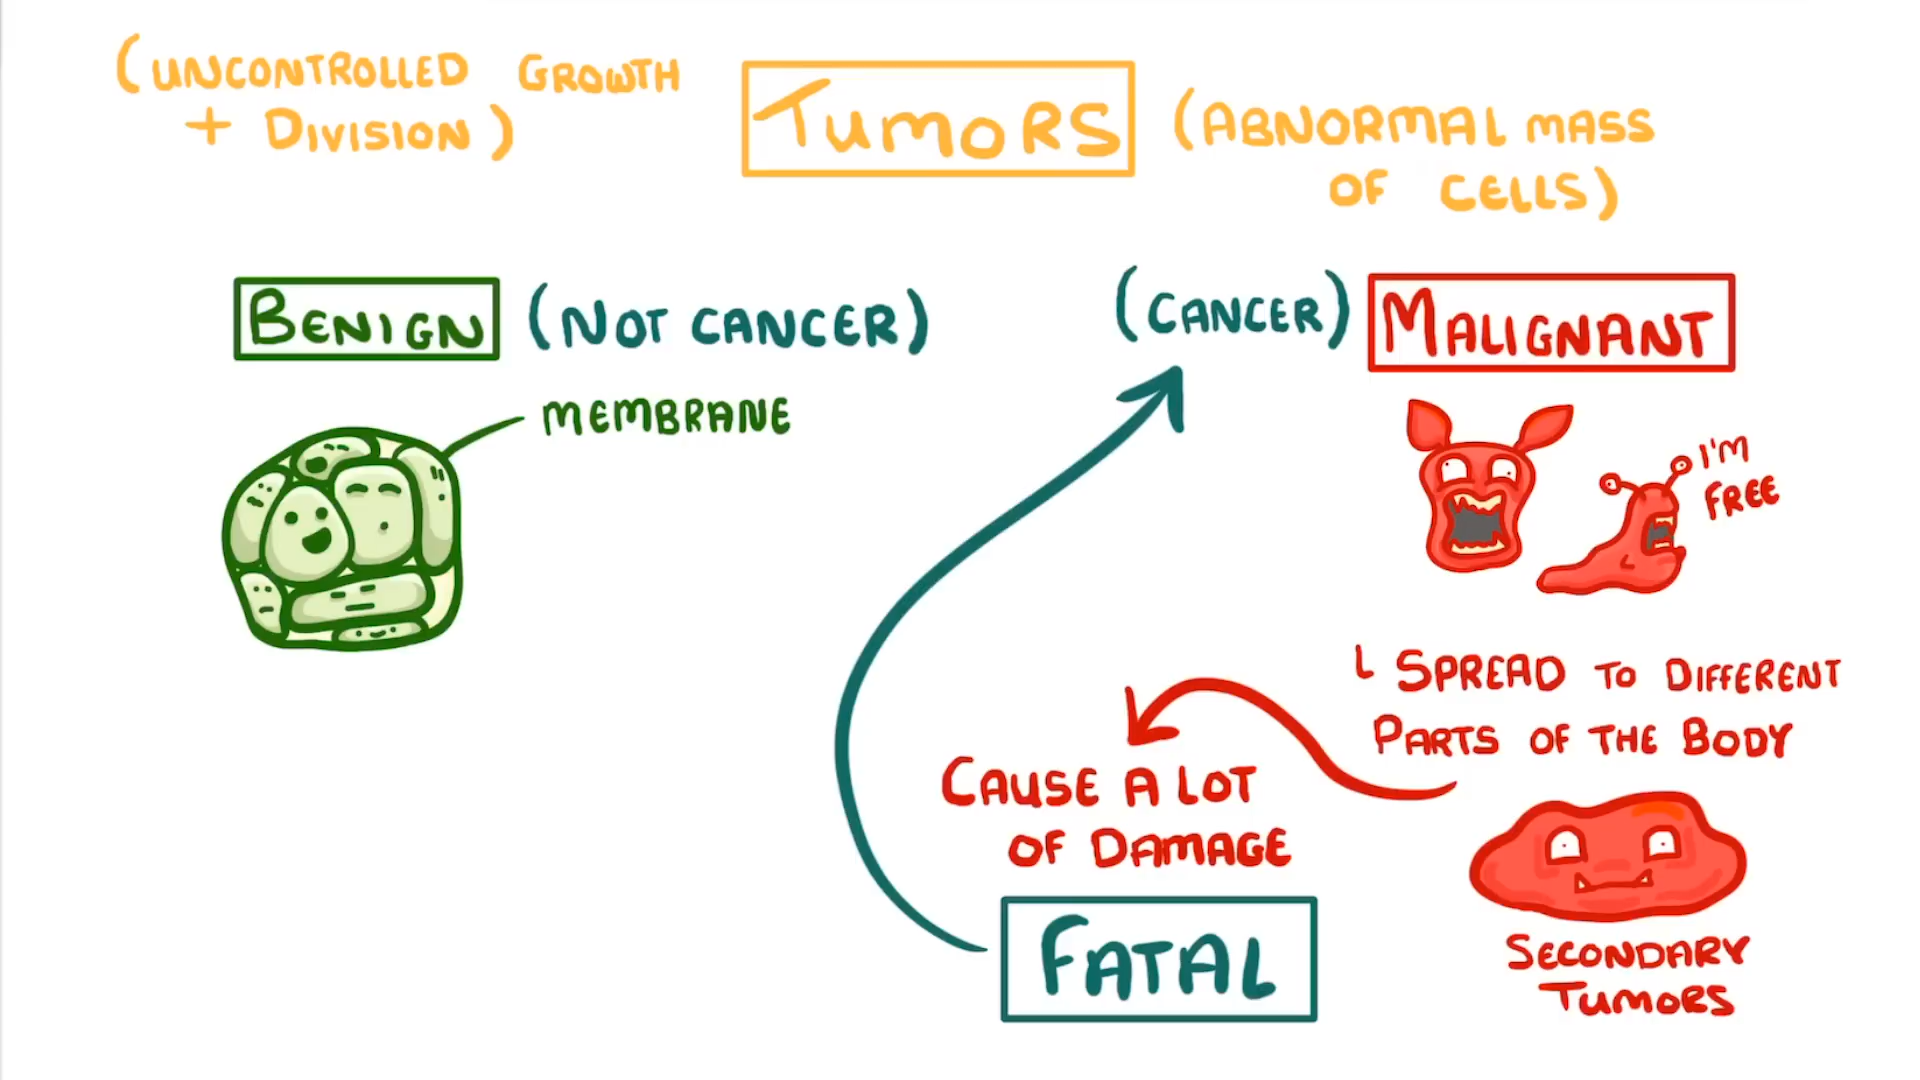 (UNCONTROLLED GROWTH
+ DIVISION)
TUMORS
(ABNORMAL MASS
OF CELLS)
BENIGN (NOT CANCER)
MEMBRANE
(CANCER) MALIGNANT
I'M
FREE
└ SPREAD TO DIFFERENT
PARTS OF THE BODY
CAUSE A LOT
OF DAMAGE
FATAL
SECONDARY
TUMORS